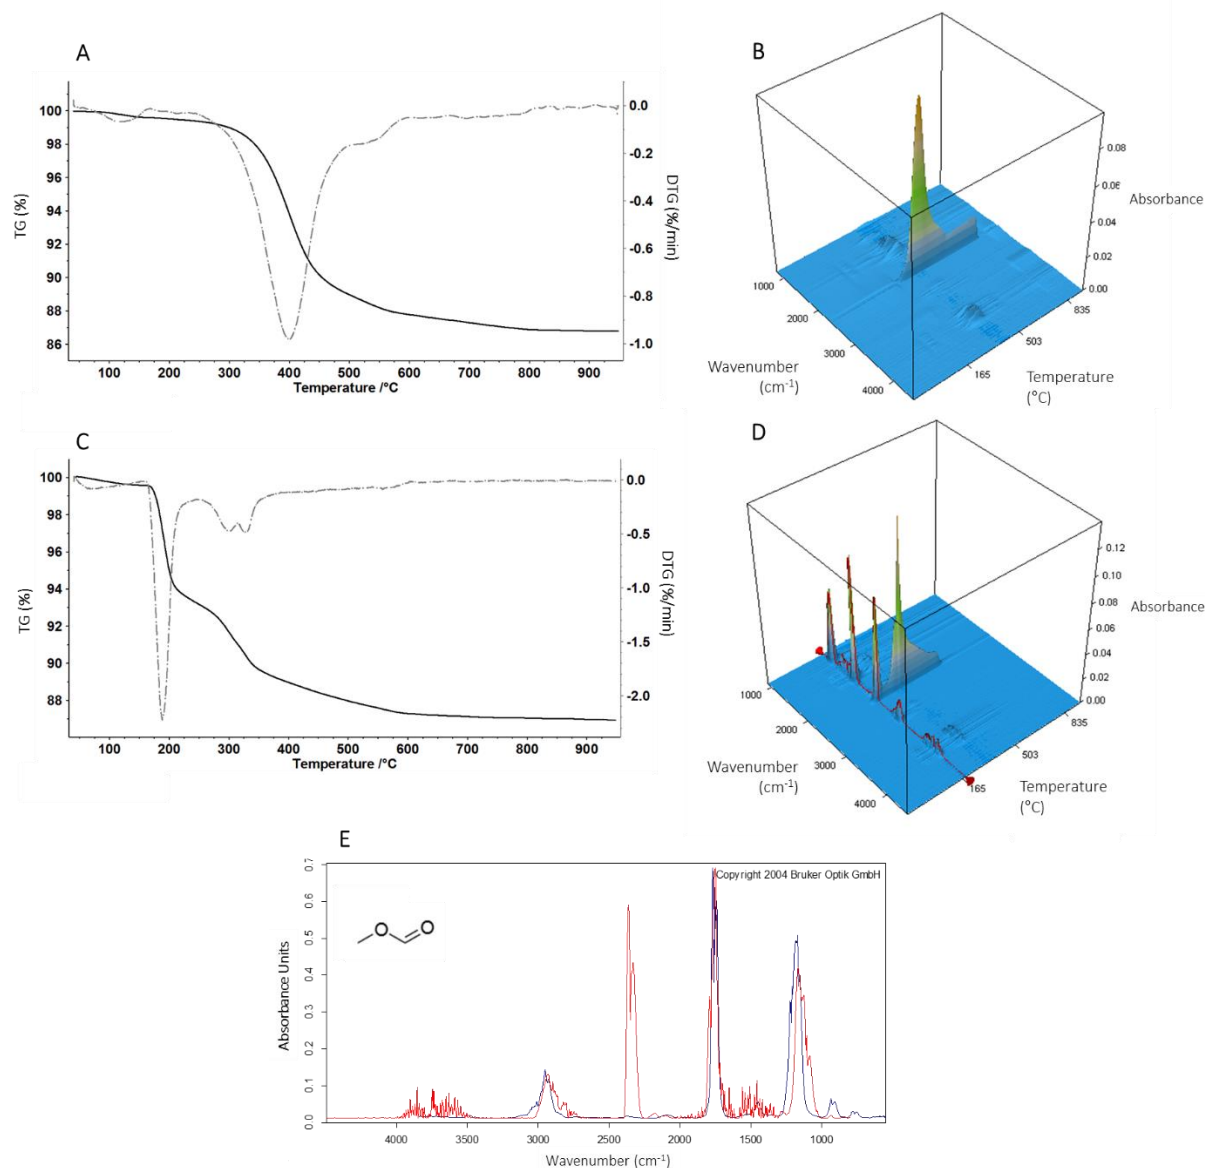 A
100
98
96
94
92
90
88
86
TG (%)
0.0
-0.2
-0.4
-0.6
-0.8
-1.0
DTG (%/min)
100 200 300 400 500 600 700 800 900
Temperature /°C
B
0.08
0.06
0.04
0.02
0.00
Absorbance
1000
2000
3000
4000
Wavenumber
(cm-1)
835
503
165
Temperature
(°C)
C
100
98
96
94
92
90
88
TG (%)
0.0
-0.5
-1.0
-1.5
-2.0
DTG (%/min)
100 200 300 400 500 600 700 800 900
Temperature /°C
D
0.12
0.10
0.08
0.06
0.04
0.02
0.00
Absorbance
1000
2000
3000
4000
Wavenumber
(cm-1)
835
503
165
Temperature
(°C)
E
Copyright 2004 Bruker Optik GmbH
O
O
0.7
0.6
0.5
0.4
0.3
0.2
0.1
0.0
Absorbance Units
4000 3500 3000 2500 2000 1500 1000
Wavenumber (cm-1)